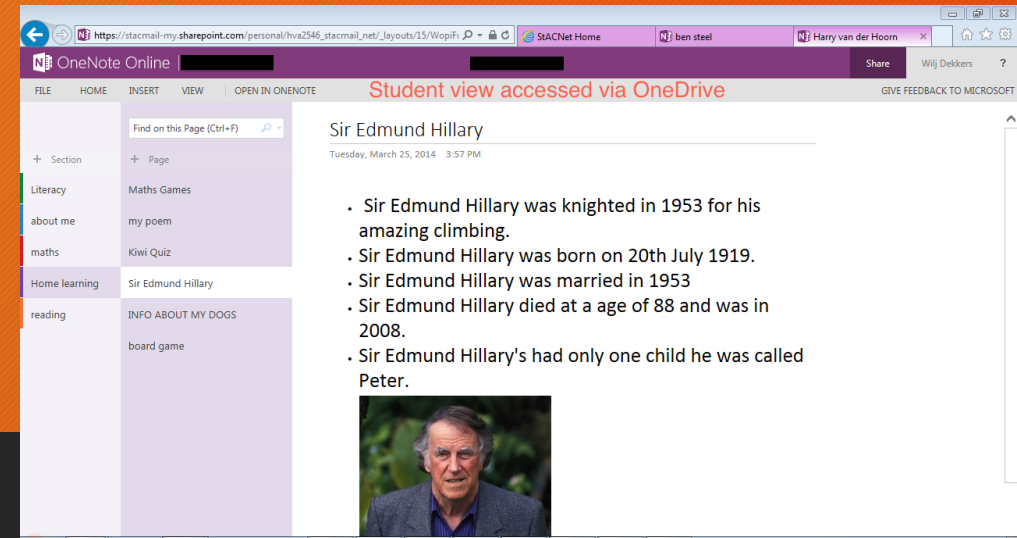 https://stacmail-my.sharepoint.com/personal/hva2546_stacmail_net/_layouts/15/WopiFr
StACNet Home
ben steel
Harry van der Hoorn
OneNote Online
Share
Wilj Dekkers
?
FILE HOME INSERT VIEW OPEN IN ONENOTE
Student view accessed via OneDrive
GIVE FEEDBACK TO MICROSOFT
Find on this Page (Ctrl+F)
+ Section
+ Page
Literacy
about me
maths
Home learning
reading
Maths Games
my poem
Kiwi Quiz
Sir Edmund Hillary
INFO ABOUT MY DOGS
board game
Sir Edmund Hillary
Tuesday, March 25, 2014 3:57 PM
• Sir Edmund Hillary was knighted in 1953 for his
amazing climbing.
• Sir Edmund Hillary was born on 20th July 1919.
• Sir Edmund Hillary was married in 1953
• Sir Edmund Hillary died at a age of 88 and was in
2008.
• Sir Edmund Hillary's had only one child he was called
Peter.